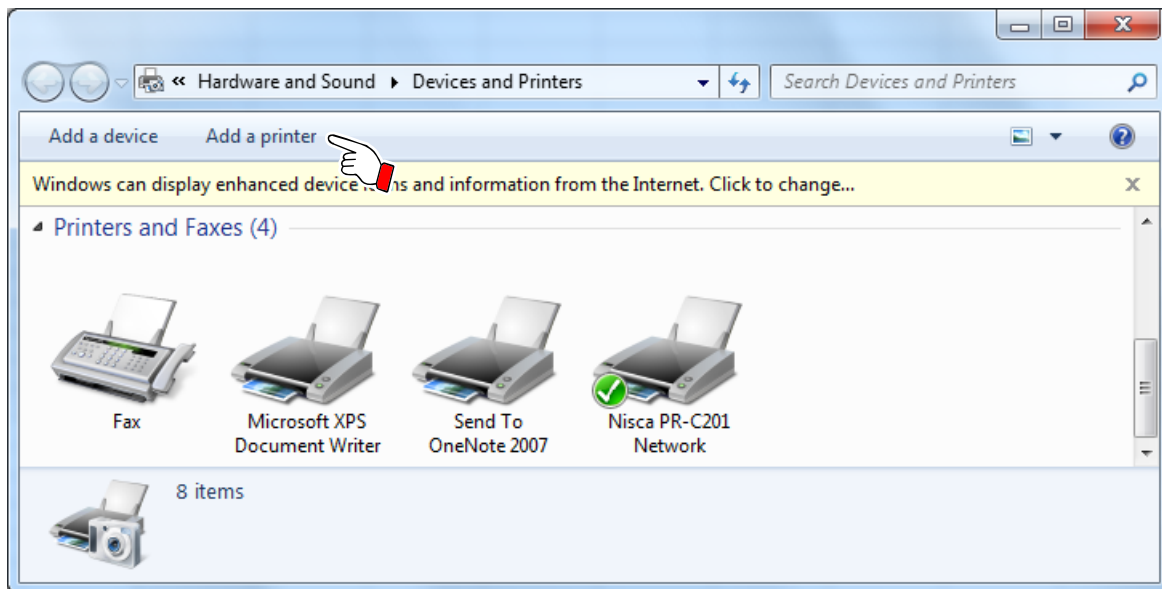 « Hardware and Sound ▸ Devices and Printers
Search Devices and Printers
Add a device Add a printer
Windows can display enhanced device and information from the Internet. Click to change...
Printers and Faxes (4)
Fax
Microsoft XPS
Document Writer
Send To
OneNote 2007
Nisca PR-C201
Network
8 items